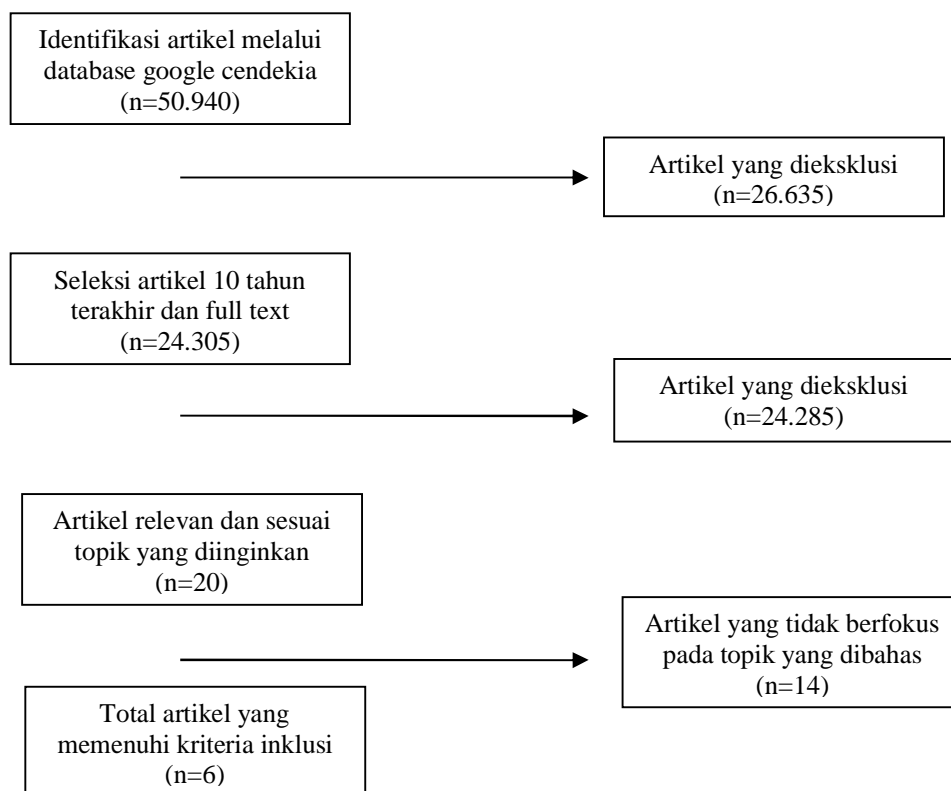 Identifikasi artikel melalui
database google cendekia
(n=50.940)
Artikel yang dieksklusi
(n=26.635)
Seleksi artikel 10 tahun
terakhir dan full text
(n=24.305)
Artikel yang dieksklusi
(n=24.285)
Artikel relevan dan sesuai
topik yang diinginkan
(n=20)
Artikel yang tidak berfokus
pada topik yang dibahas
(n=14)
Total artikel yang
memenuhi kriteria inklusi
(n=6)